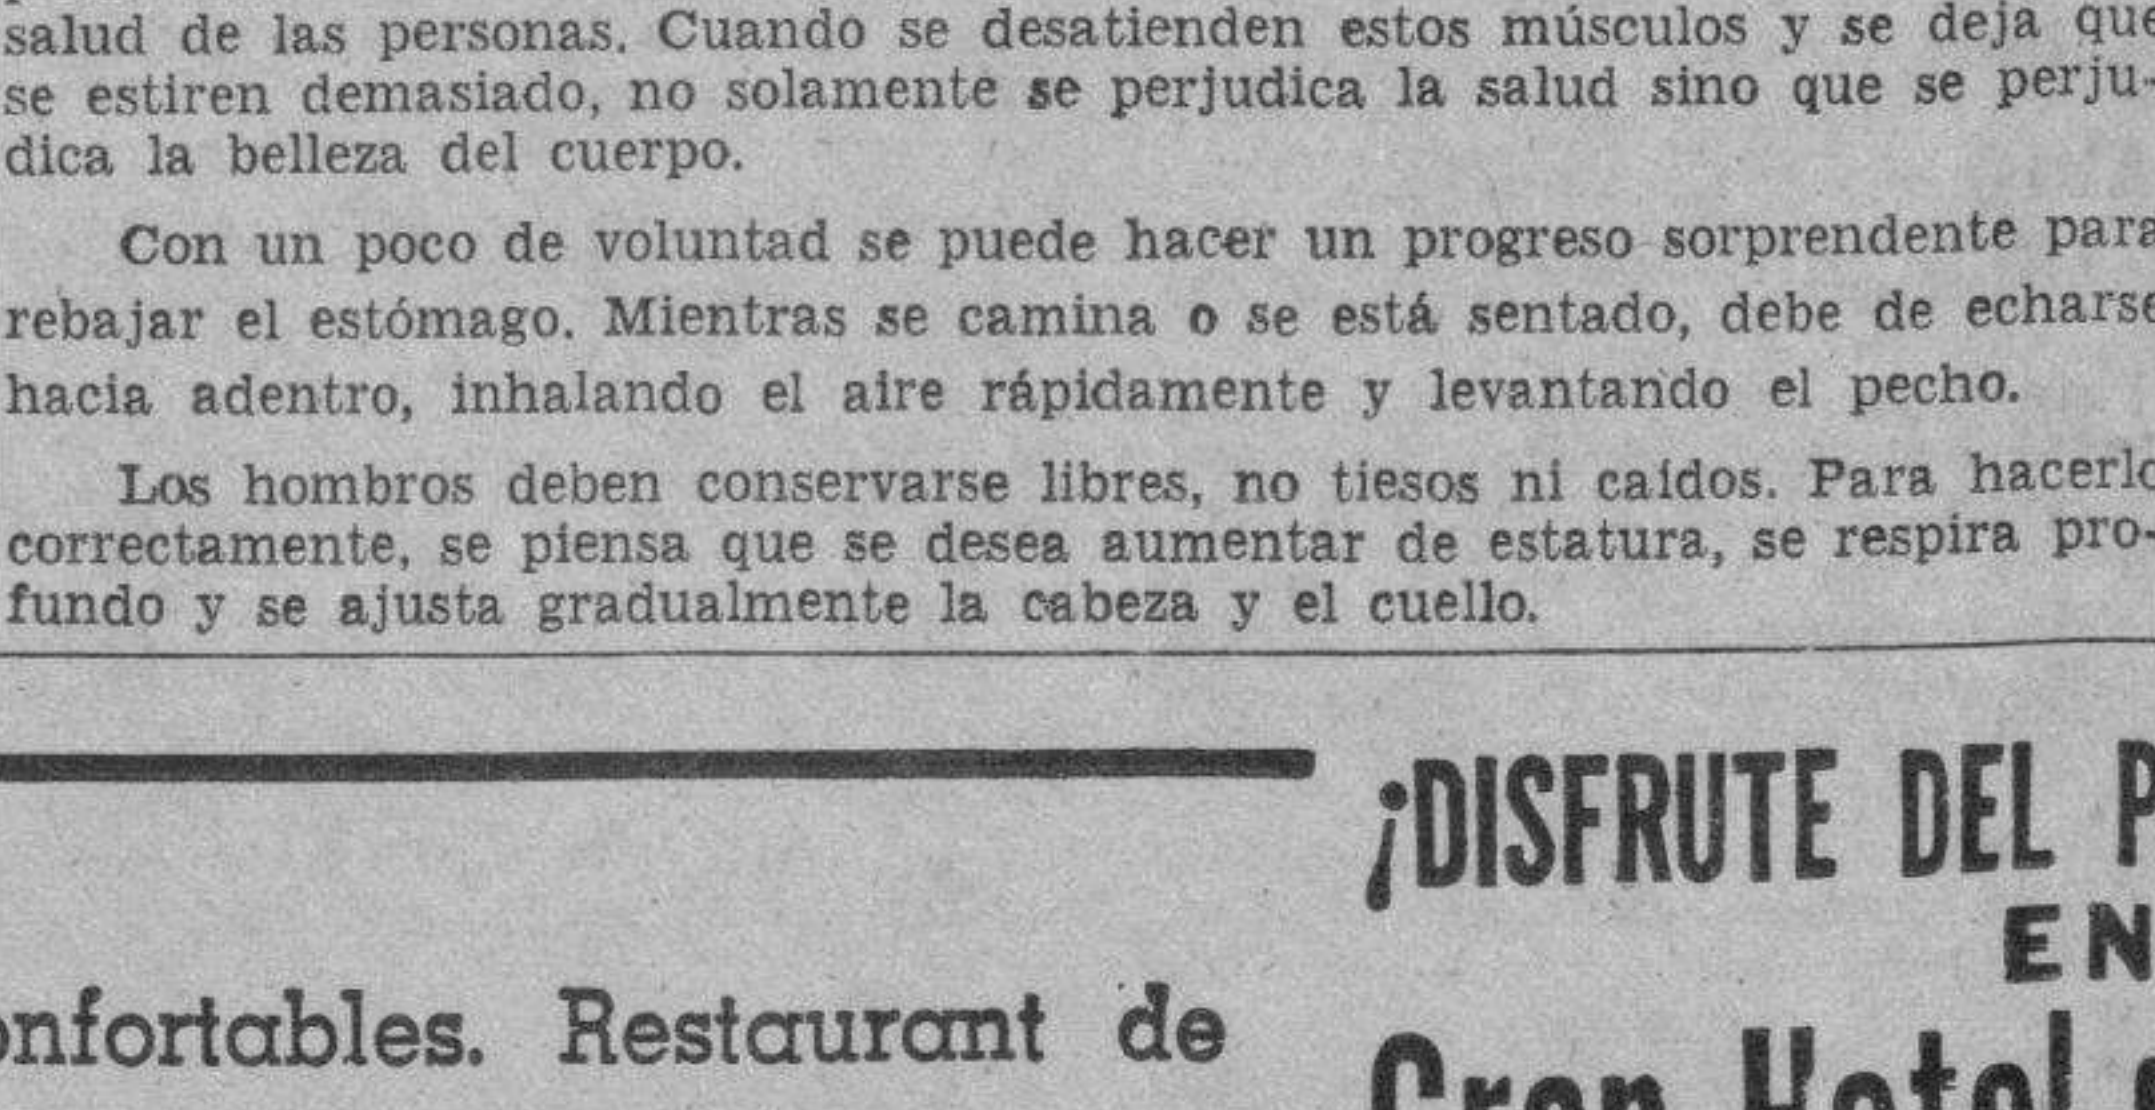 salud de las personas. Cuando se desatienden estos músculos y se deja que
se estiren demasiado, no solamente se perjudica la salud sino que se perju-
dica la belleza del cuerpo.
Con un poco de voluntad se puede hacer un progreso sorprendente para
rebajar el estómago. Mientras se camina o se está sentado, debe de echarse
hacia adentro, inhalando el aire rápidamente y levantando el pecho.
Los hombros deben conservarse libres, no tiesos ni caídos. Para hacerlo
correctamente, se piensa que se desea aumentar de estatura, se respira pro-
fundo y se ajusta gradualmente la cabeza y el cuello.
onfortables. Restaurant de
¡DISFRUTE DEL P
EN
Gran Hotel